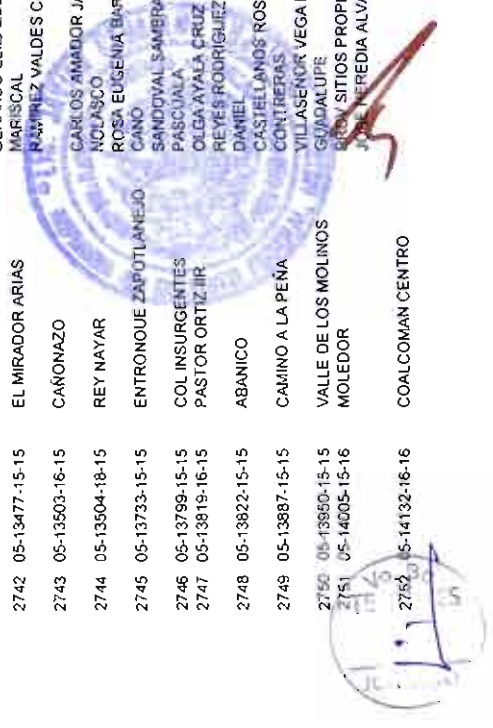 MARISCAL
RAMIREZ VALDES C
2742 05-13477-15-15 EL MIRADOR ARIAS
CARLOS AMADOR JA
2743 05-13503-16-15 CAÑONAZO NOLASCO
ROSA EUGENIA BAR
2744 05-13504-18-15 REY NAYAR CANO
SANDOVAL SAMBRA
2745 05-13733-15-15 ENTRONQUE ZAPOTLANEJO PASCUALA
OLGA AYALA CRUZ
2746 05-13799-15-15 COL INSURGENTES REYES RODRIGUEZ
2747 05-13819-16-15 PASTOR ORTIZ IIR DANIEL
CASTELLANOS ROS
2748 05-13822-15-15 ABANICO CONTRERAS
VILLASEÑOR VEGA
2749 05-13887-15-15 CAMINO A LA PEÑA GUADALUPE
2750 05-13950-15-15 VALLE DE LOS MOLINOS PROV SITIOS PROPI
2751 05-14005-15-16 MOLEDOR JOSE HEREDIA ALVA
2752 05-14132-16-16 COALCOMAN CENTRO